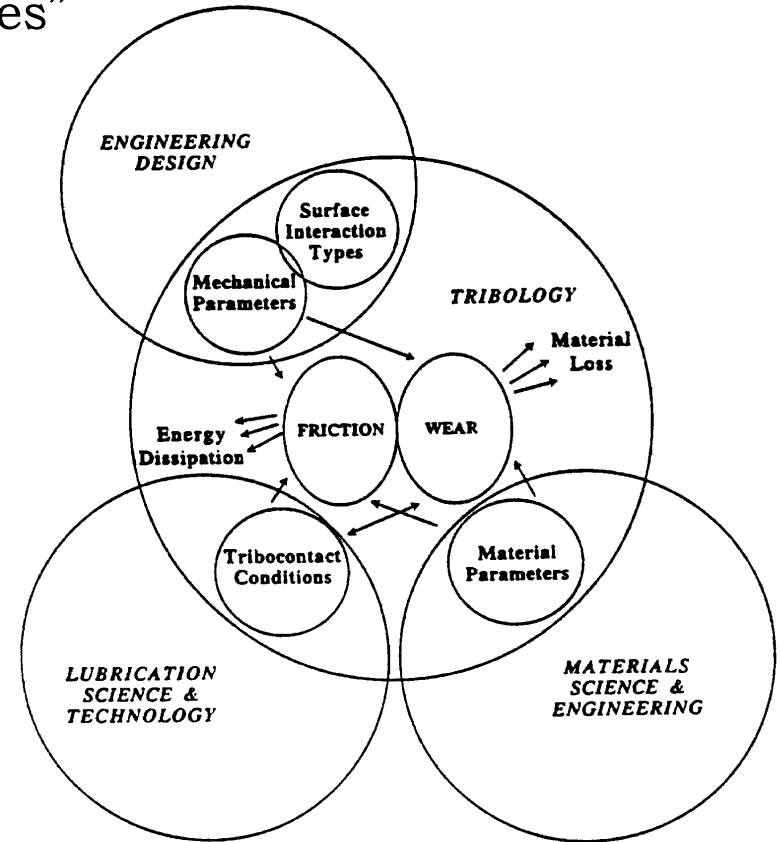 es”
ENGINEERING
DESIGN
Surface
Interaction
Types
Mechanical
Parameters
TRIBOLOGY
Material
Loss
FRICTION
WEAR
Energy
Dissipation
Tribocontact
Conditions
Material
Parameters
LUBRICATION
SCIENCE &
TECHNOLOGY
MATERIALS
SCIENCE &
ENGINEERING